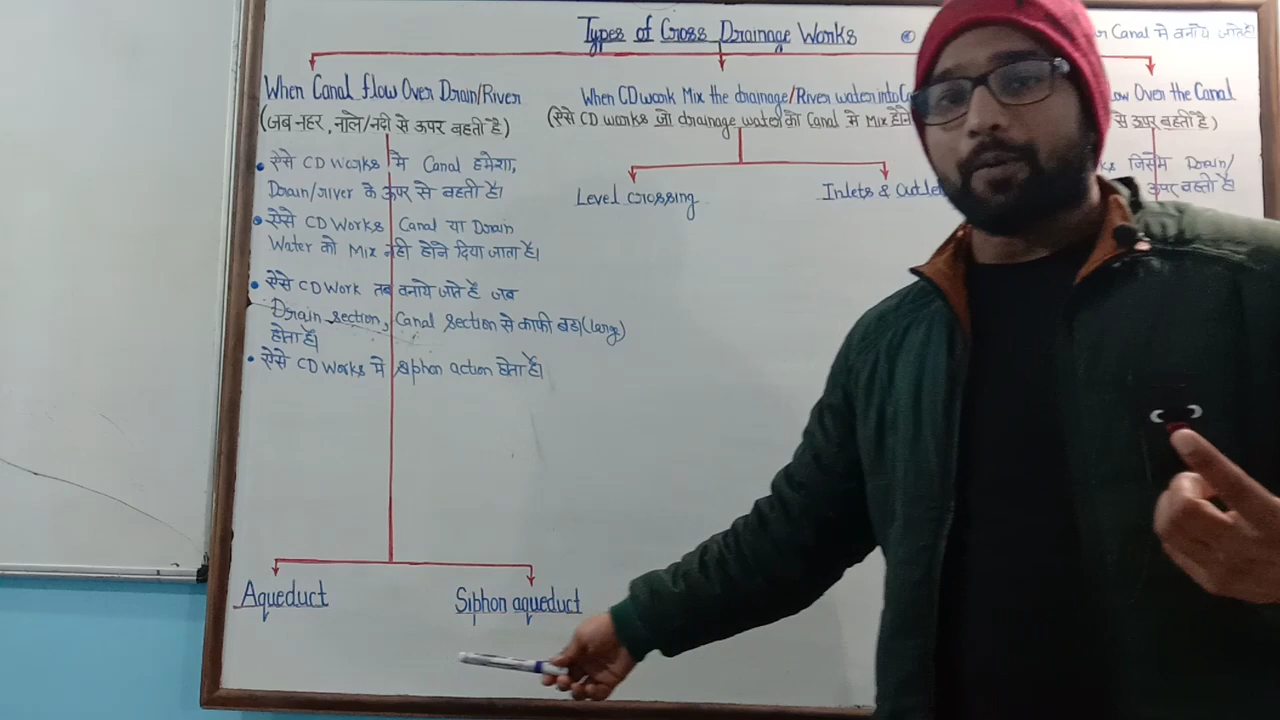 Types of Cross Drainage Works
Canal मे बनाये जाते है।
When Canal flow Over Drain/River
(जब नहर, नाले/नदी से ऊपर बहती है)
• ऐसे CD Works मे Canal हमेशा,
Drain/river के ऊपर से बहती है।
• ऐसे CD Works Canal या Drain
Water को Mix नही होने दिया जाता है।
• ऐसे CD Work तब बनाये जाते है जब
Drain section, Canal section से काफी बडा (large)
होता है।
• ऐसे CD Works मे siphon action होता है।
Aqueduct
Siphon aqueduct
When CD work Mix the drainage/River water into
(ऐसे CD works जो drainage water को Canal मे Mix होने
Level crossing
Inlets & Outlet
Over the Canal
से ऊपर बहती है)
जिसमे Drain/
ऊपर बहती है।